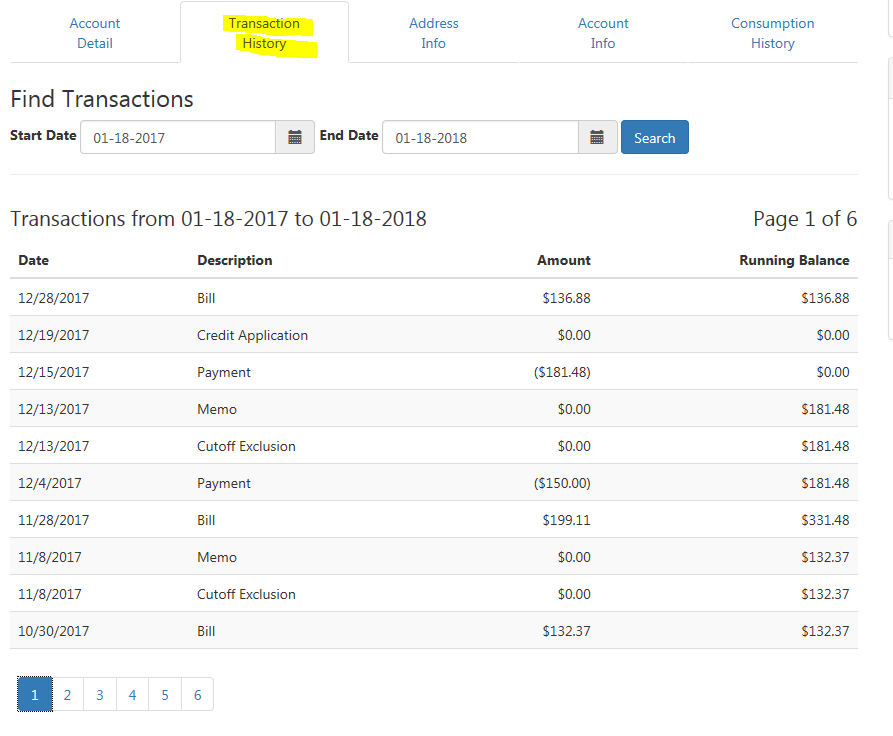 Account Detail
Transaction History
Address Info
Account Info
Consumption History
Find Transactions
Start Date 01-18-2017 End Date 01-18-2018 Search
Transactions from 01-18-2017 to 01-18-2018 Page 1 of 6
Date Description Amount Running Balance
12/28/2017 Bill $136.88 $136.88
12/19/2017 Credit Application $0.00 $0.00
12/15/2017 Payment ($181.48) $0.00
12/13/2017 Memo $0.00 $181.48
12/13/2017 Cutoff Exclusion $0.00 $181.48
12/4/2017 Payment ($150.00) $181.48
11/28/2017 Bill $199.11 $331.48
11/8/2017 Memo $0.00 $132.37
11/8/2017 Cutoff Exclusion $0.00 $132.37
10/30/2017 Bill $132.37 $132.37
1 2 3 4 5 6